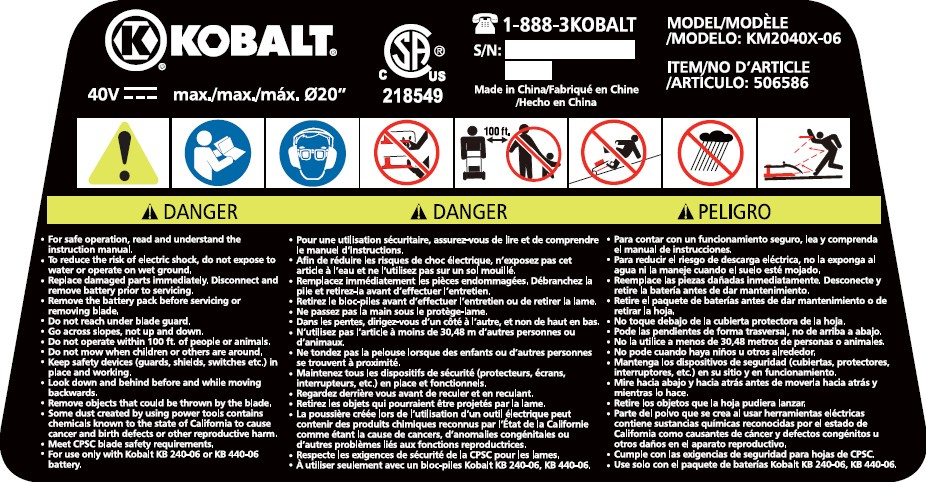 K® KOBALT®
40V max./max./máx. Ø20”
CSA® C US
218549
☎ 1-888-3KOBALT
S/N:
Made in China/Fabriqué en Chine
/Hecho en China
MODEL/MODÈLE
/MODELO: KM2040X-06
ITEM/NO D’ARTICLE
/ARTÍCULO: 506586
100 ft.
DANGER
• For safe operation, read and understand the
instruction manual.
• To reduce the risk of electric shock, do not expose to
water or operate on wet ground.
• Replace damaged parts immediately. Disconnect and
remove battery prior to servicing.
• Remove the battery pack before servicing or
removing blade.
• Do not reach under blade guard.
• Go across slopes, not up and down.
• Do not operate within 100 ft. of people or animals.
• Do not mow when children or others are around.
• Keep safety devices (guards, shields, switches etc.) in
place and working.
• Look down and behind before and while moving
backwards.
• Remove objects that could be thrown by the blade.
• Some dust created by using power tools contains
chemicals known to the state of California to cause
cancer and birth defects or other reproductive harm.
• Meet CPSC blade safety requirements.
• For use only with Kobalt KB 240-06 or KB 440-06
battery.
DANGER
• Pour une utilisation sécuritaire, assurez-vous de lire et de comprendre
le manuel d’instructions.
• Afin de réduire les risques de choc électrique, n’exposez pas cet
article à l’eau et ne l’utilisez pas sur un sol mouillé.
• Remplacez immédiatement les pièces endommagées. Débranchez la
pile et retirez-la avant d’effectuer l’entretien.
• Retirez le bloc-piles avant d’effectuer l’entretien ou de retirer la lame.
• Ne passez pas la main sous le protège-lame.
• Dans les pentes, dirigez-vous d’un côté à l’autre, et non de haut en bas.
• N’utilisez pas l’article à moins de 30,48 m d’autres personnes ou
d’animaux.
• Ne tondez pas la pelouse lorsque des enfants ou d’autres personnes
se trouvent à proximité.
• Maintenez tous les dispositifs de sécurité (protecteurs, écrans,
interrupteurs, etc.) en place et fonctionnels.
• Regardez derrière vous avant de reculer et en reculant.
• Retirez les objets qui pourraient être projetés par la lame.
• La poussière créée lors de l’utilisation d’un outil électrique peut
contenir des produits chimiques reconnus par l’État de la Californie
comme étant la cause de cancers, d’anomalies congénitales ou
d’autres problèmes liés aux fonctions reproductrices.
• Respecte les exigences de sécurité de la CPSC pour les lames.
• À utiliser seulement avec un bloc-piles Kobalt KB 240-06, KB 440-06.
PELIGRO
• Para contar con un funcionamiento seguro, lea y comprenda
el manual de instrucciones.
• Para reducir el riesgo de descarga eléctrica, no la exponga al
agua ni la maneje cuando el suelo esté mojado.
• Reemplace las piezas dañadas inmediatamente. Desconecte y
retire la batería antes de dar mantenimiento.
• Retire el paquete de baterías antes de dar mantenimiento o de
retirar la hoja.
• No toque debajo de la cubierta protectora de la hoja.
• Pode las pendientes de forma trasversal, no de arriba a abajo.
• No la utilice a menos de 30,48 metros de personas o animales.
• No pode cuando haya niños u otros alrededor.
• Mantenga los dispositivos de seguridad (cubiertas, protectores,
interruptores, etc.) en su sitio y en funcionamiento.
• Mire hacia abajo y hacia atrás antes de moverla hacia atrás y
mientras lo hace.
• Retire los objetos que la hoja pudiera lanzar.
• Parte del polvo que se crea al usar herramientas eléctricas
contiene sustancias químicas reconocidas por el estado de
California como causantes de cáncer y defectos congénitos u
otros daños en el aparato reproductivo.
• Cumple con las exigencias de seguridad para hojas de CPSC.
• Use solo con el paquete de baterías Kobalt KB 240-06, KB 440-06.